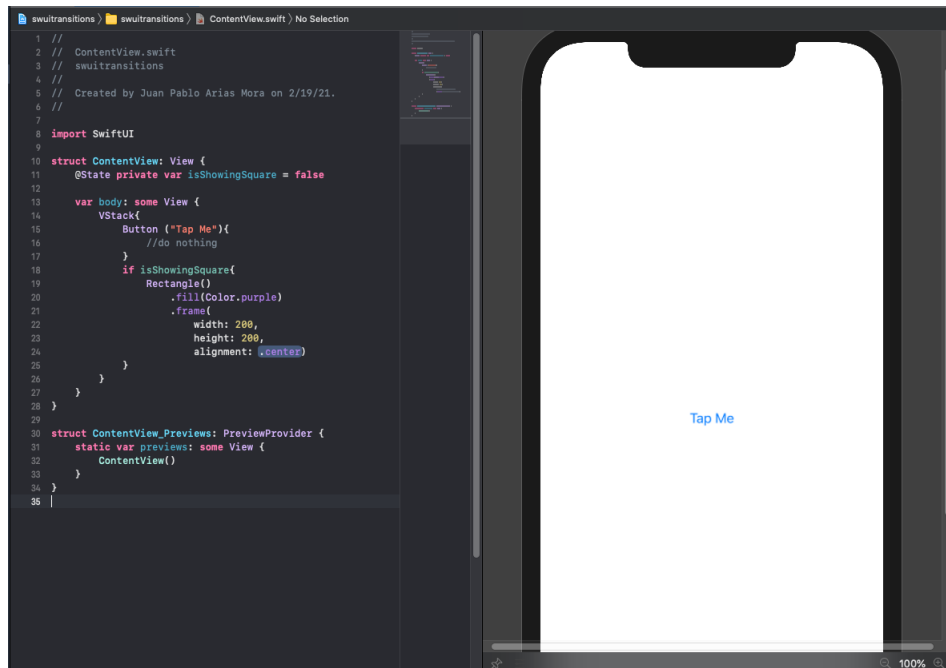 swuitransitions 〉 swuitransitions 〉 ContentView.swift 〉 No Selection
1 //
2 //  ContentView.swift
3 //  swuitransitions
4 //
5 //  Created by Juan Pablo Arias Mora on 2/19/21.
6 //
7
8 import SwiftUI
9
10 struct ContentView: View {
11     @State private var isShowingSquare = false
12
13     var body: some View {
14         VStack{
15             Button ("Tap Me"){
16                 //do nothing
17             }
18             if isShowingSquare{
19                 Rectangle()
20                     .fill(Color.purple)
21                     .frame(
22                         width: 200,
23                         height: 200,
24                         alignment: .center)
25             }
26         }
27     }
28 }
29
30 struct ContentView_Previews: PreviewProvider {
31     static var previews: some View {
32         ContentView()
33     }
34 }
35
Tap Me
100%